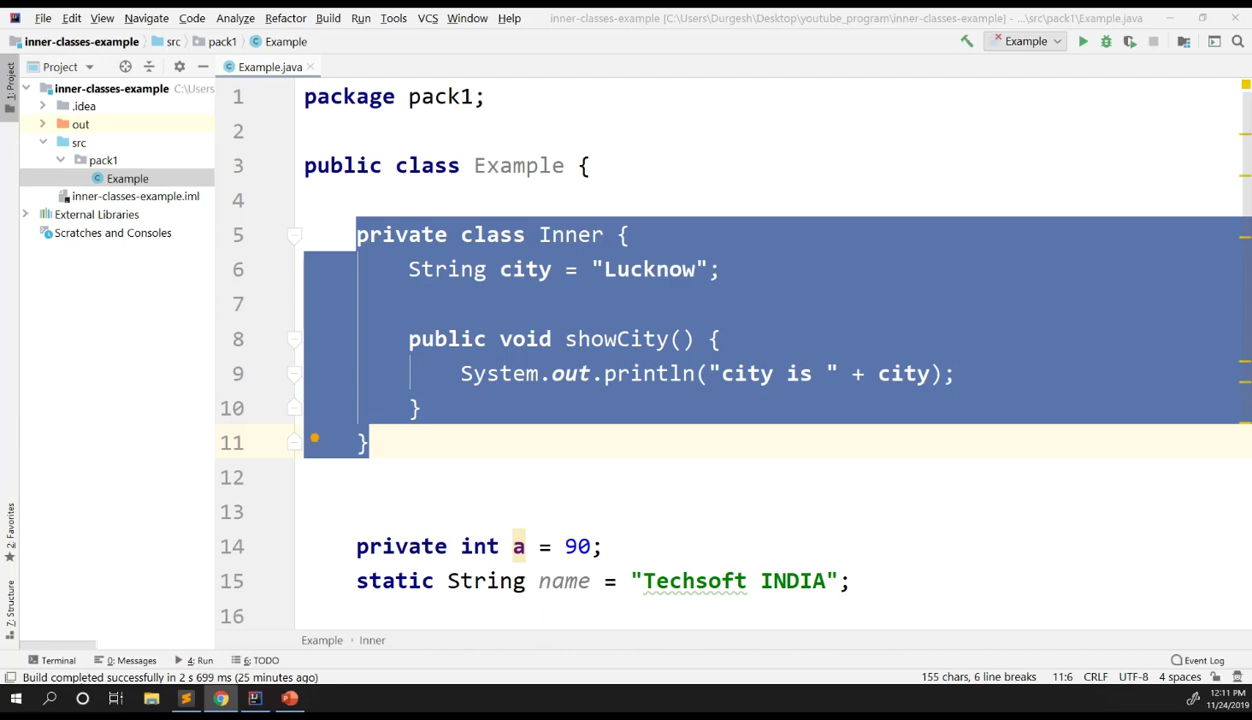 File Edit View Navigate Code Analyze Refactor Build Run Tools VCS Window Help inner-classes-example [C:\Users\Durgesh\Desktop\youtube_program\inner-classes-example] - ...\src\pack1\Example.java
inner-classes-example src pack1 Example Example
1: Project
Project Example.java
inner-classes-example C:\Users
.idea
out
src
pack1
Example
inner-classes-example.iml
External Libraries
Scratches and Consoles
1 package pack1;
2
3 public class Example {
4
5 private class Inner {
6 String city = "Lucknow";
7
8 public void showCity() {
9 System.out.println("city is " + city);
10 }
11 }
12
13
14 private int a = 90;
15 static String name = "Techsoft INDIA";
16
2: Favorites
7: Structure
Example Inner
Terminal 0: Messages 4: Run 6: TODO Event Log
Build completed successfully in 2 s 699 ms (25 minutes ago) 155 chars, 6 line breaks 11:6 CRLF UTF-8 4 spaces
12:11 PM
11/24/2019